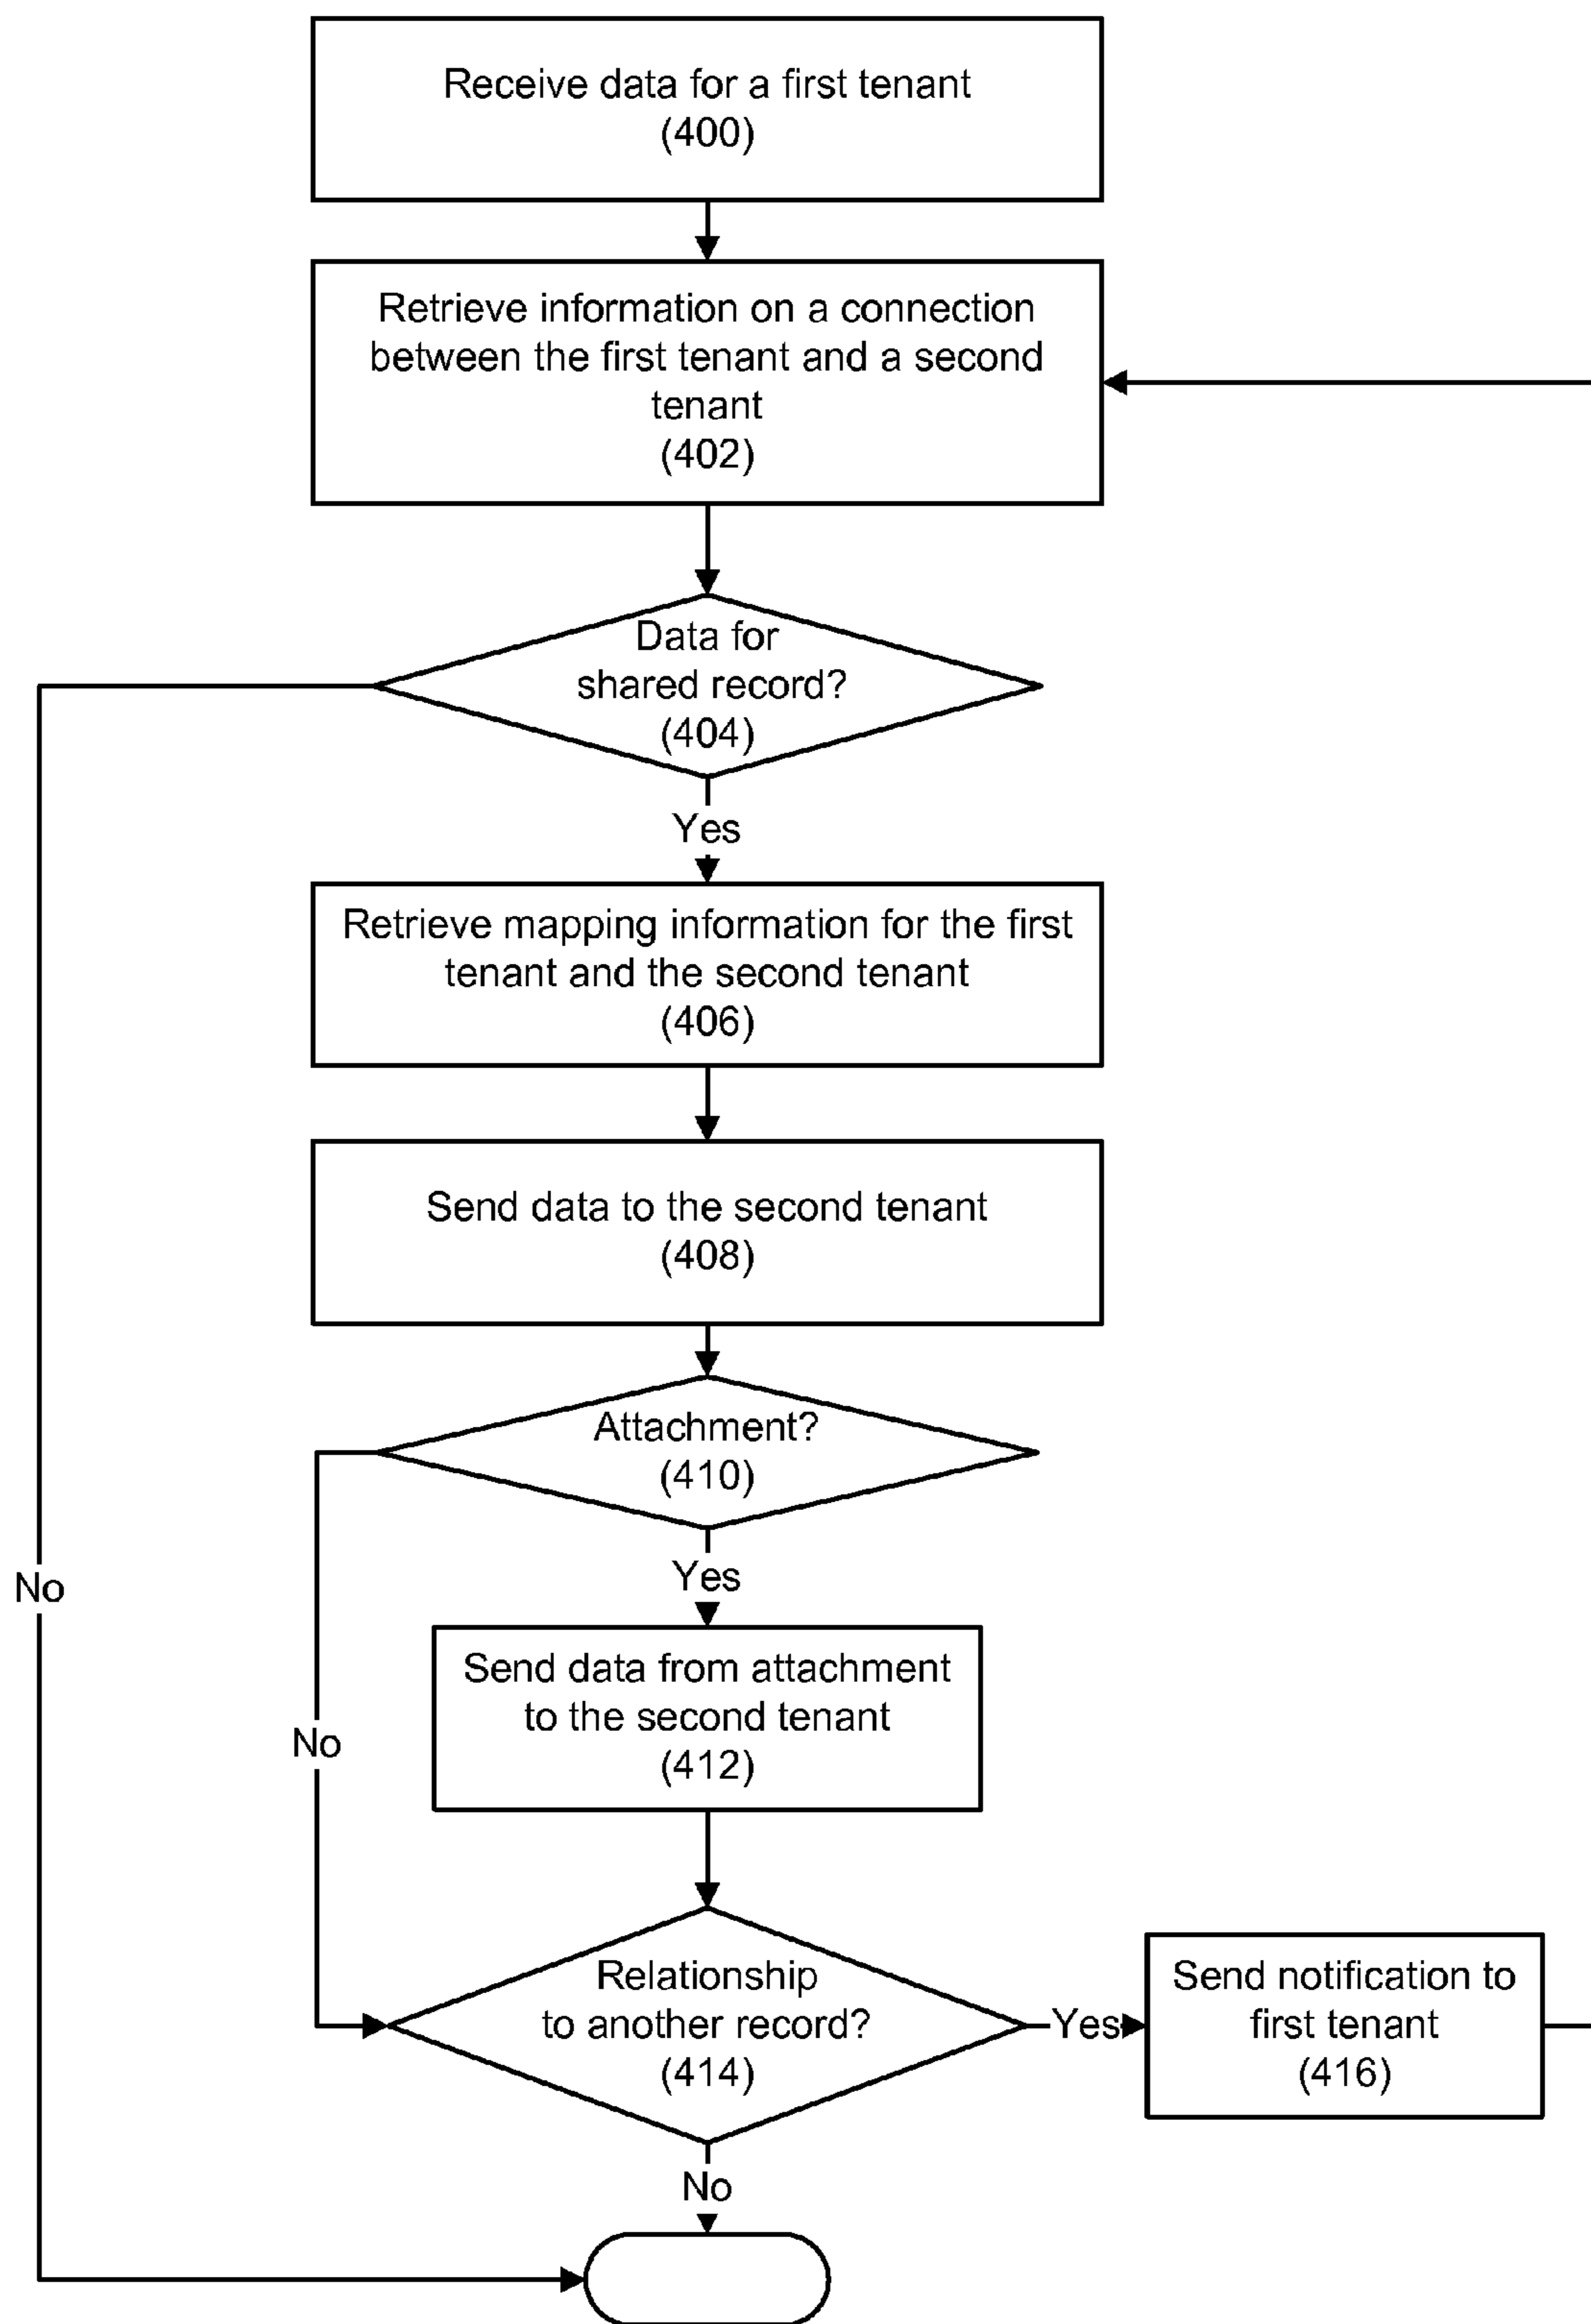 Receive data for a first tenant
(400)
Retrieve information on a connection
between the first tenant and a second
tenant
(402)
Data for
shared record?
(404)
Yes
Retrieve mapping information for the first
tenant and the second tenant
(406)
Send data to the second tenant
(408)
Attachment?
(410)
Yes
No
Send data from attachment
to the second tenant
(412)
No
Relationship
to another record?
(414)
Yes
Send notification to
first tenant
(416)
No